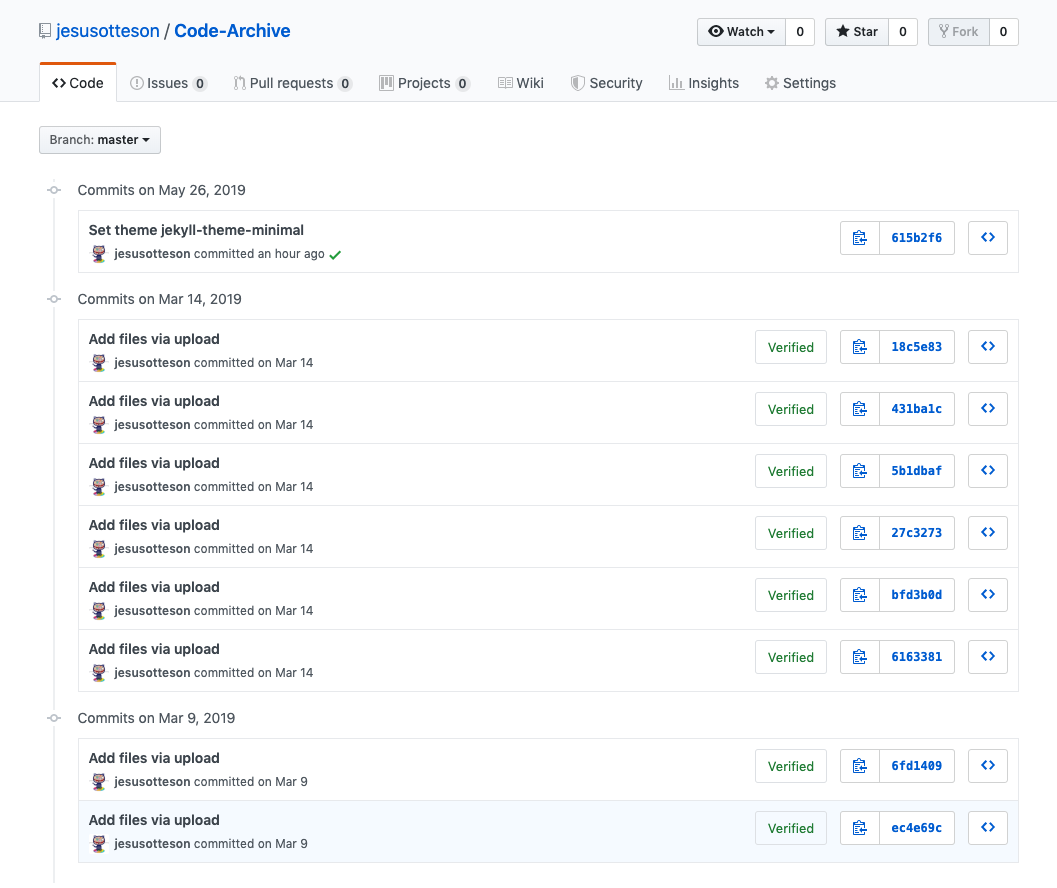 jesusotteson / Code-Archive
Watch 0 Star 0 Fork 0
Code Issues 0 Pull requests 0 Projects 0 Wiki Security Insights Settings
Branch: master
Commits on May 26, 2019
Set theme jekyll-theme-minimal
jesusotteson committed an hour ago
615b2f6
Commits on Mar 14, 2019
Add files via upload
jesusotteson committed on Mar 14
Verified 18c5e83
Add files via upload
jesusotteson committed on Mar 14
Verified 431ba1c
Add files via upload
jesusotteson committed on Mar 14
Verified 5b1dbaf
Add files via upload
jesusotteson committed on Mar 14
Verified 27c3273
Add files via upload
jesusotteson committed on Mar 14
Verified bfd3b0d
Add files via upload
jesusotteson committed on Mar 14
Verified 6163381
Commits on Mar 9, 2019
Add files via upload
jesusotteson committed on Mar 9
Verified 6fd1409
Add files via upload
jesusotteson committed on Mar 9
Verified ec4e69c